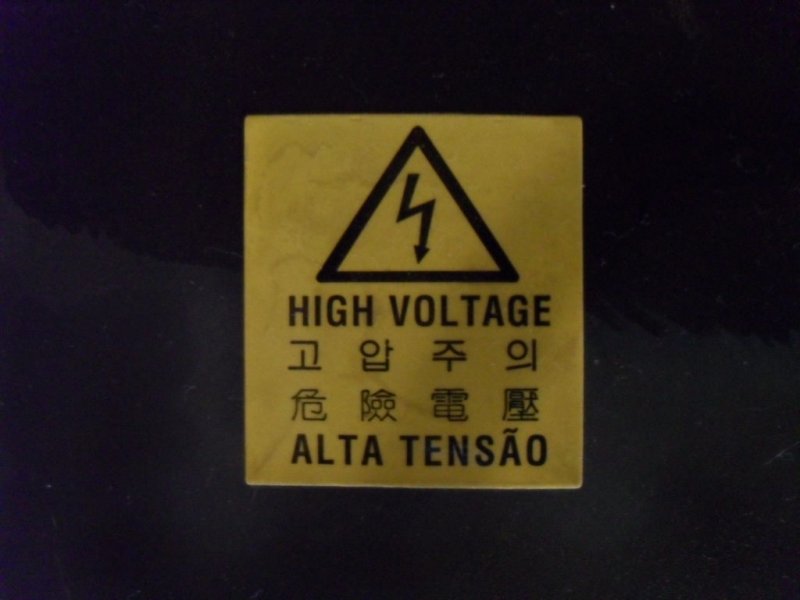 HIGH VOLTAGE
고 압 주 의
危 險 電 壓
ALTA TENSÃO